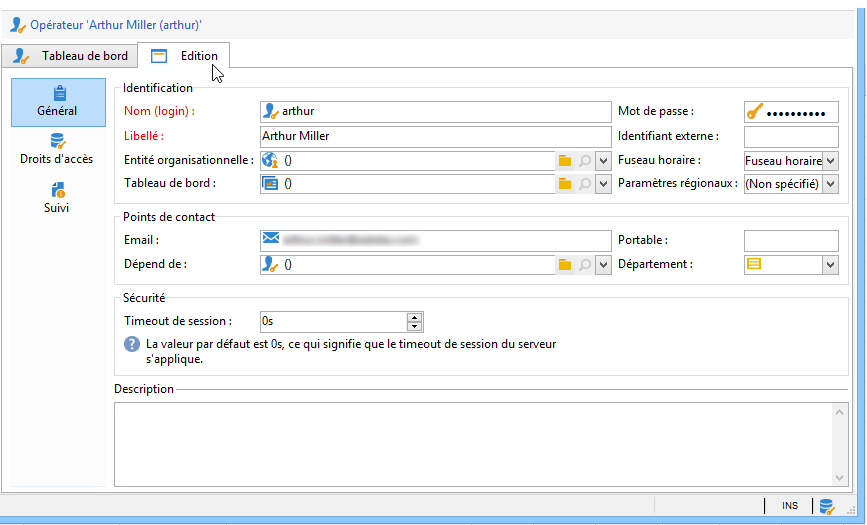 Opérateur 'Arthur Miller (arthur)'
Tableau de bord
Edition
Général
Droits d'accès
Suivi
Identification
Nom (login) : arthur
Mot de passe : ••••••••••
Libellé : Arthur Miller
Identifiant externe :
Entité organisationnelle : ()
Fuseau horaire : Fuseau horaire
Tableau de bord : ()
Paramètres régionaux : (Non spécifié)
Points de contact
Email :
Portable :
Dépend de : ()
Département :
Sécurité
Timeout de session : 0s
La valeur par défaut est 0s, ce qui signifie que le timeout de session du serveur
s'applique.
Description
INS